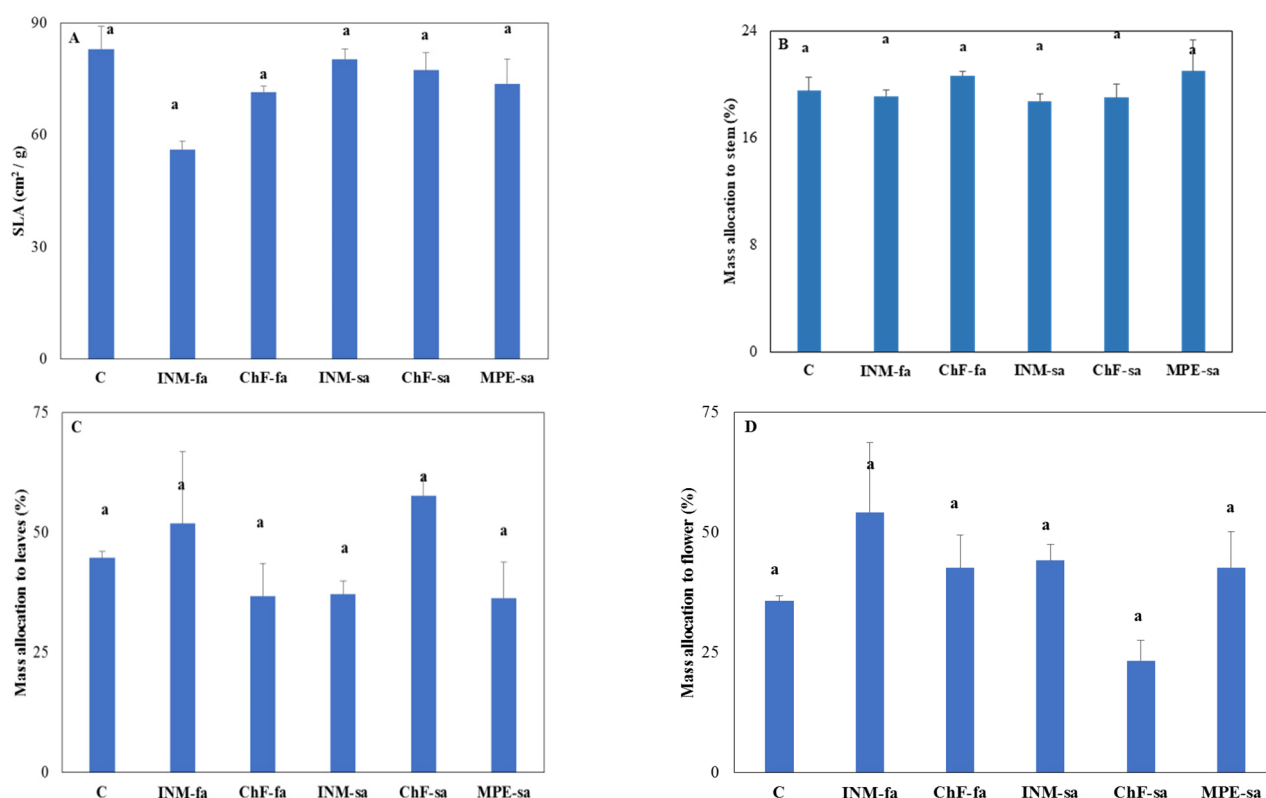 A
SLA (cm² / g)
90
60
30
0
a
a
a
a
a
a
C
INM-fa
ChF-fa
INM-sa
ChF-sa
MPE-sa
B
Mass allocation to stem (%)
24
16
8
0
a
a
a
a
a
a
C
INM-fa
ChF-fa
INM-sa
ChF-sa
MPE-sa
C
Mass allocation to leaves (%)
75
50
25
0
a
a
a
a
a
a
C
INM-fa
ChF-fa
INM-sa
ChF-sa
MPE-sa
D
Mass allocation to flower (%)
75
50
25
0
a
a
a
a
a
a
C
INM-fa
ChF-fa
INM-sa
ChF-sa
MPE-sa